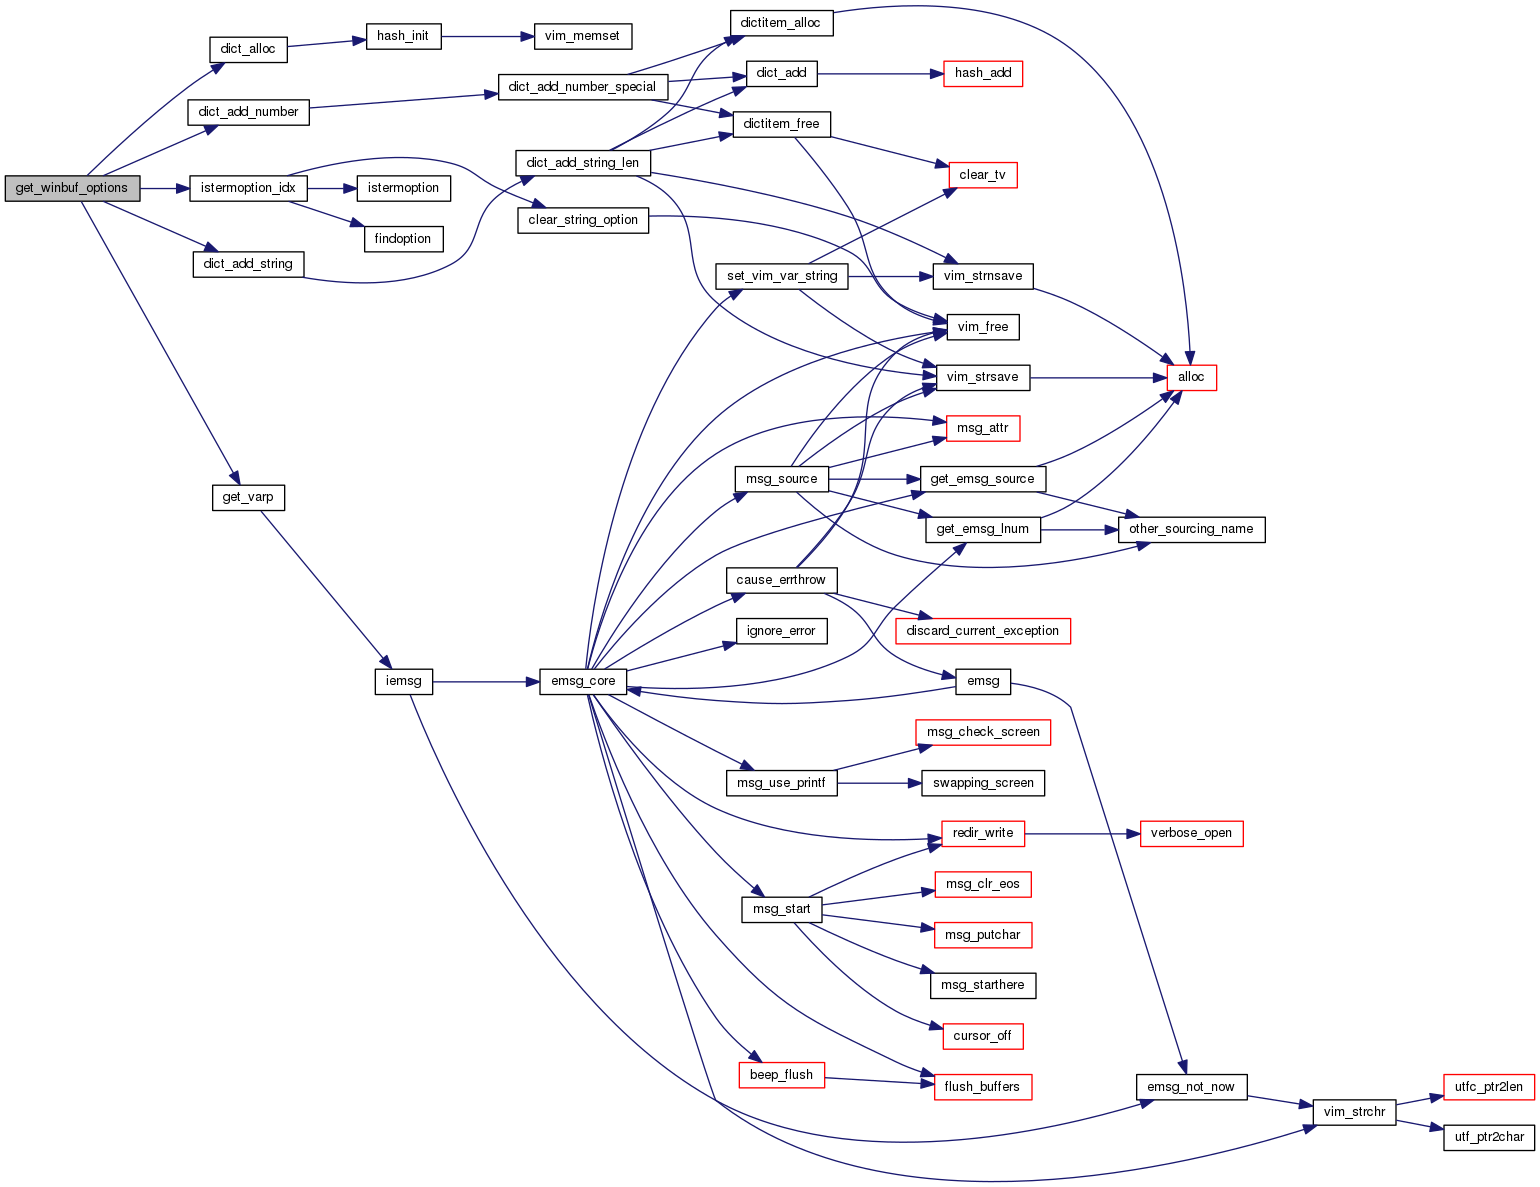 dictitem_alloc
hash_init
vim_memset
dict_alloc
dict_add
hash_add
dict_add_number_special
dict_add_number
dictitem_free
dict_add_string_len
clear_tv
get_winbuf_options
istermoption_idx
istermoption
clear_string_option
findoption
dict_add_string
set_vim_var_string
vim_strnsave
vim_free
vim_strsave
alloc
msg_attr
msg_source
get_emsg_source
get_varp
get_emsg_lnum
other_sourcing_name
cause_errthrow
ignore_error
discard_current_exception
iemsg
emsg_core
emsg
msg_check_screen
msg_use_printf
swapping_screen
redir_write
verbose_open
msg_clr_eos
msg_start
msg_putchar
msg_starthere
cursor_off
beep_flush
flush_buffers
emsg_not_now
utfc_ptr2len
vim_strchr
utf_ptr2char